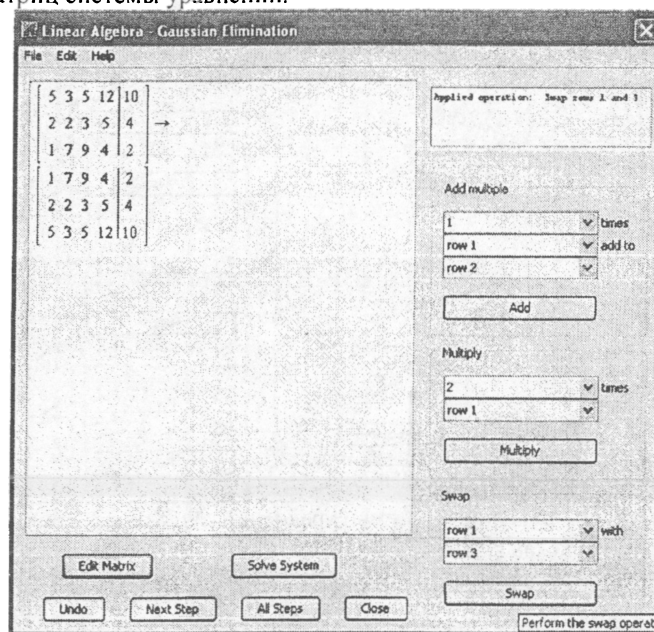 системы уравнений.
Linear Algebra - Gaussian Elimination
File Edit Help
5 3 5 12 10
2 2 3 5 4 →
1 7 9 4 2
1 7 9 4 2
2 2 3 5 4
5 3 5 12 10
Applied operation: Swap rows 1 and 3
Add multiple
1 times
row 1 add to
row 2
Add
Multiply
2 times
row 1
Multiply
Swap
row 1 with
row 3
Swap
Edit Matrix Solve System
Undo Next Step All Steps Close
Perform the swap operat